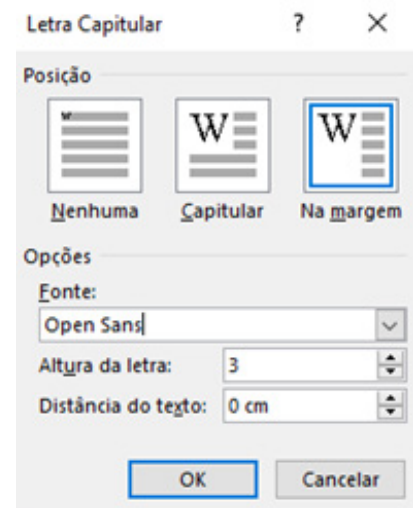 Letra Capitular ? ×
Posição
W W W
Nenhuma Capitular Na margem
Opções
Fonte:
Open Sans
Altura da letra: 3
Distância do texto: 0 cm
OK Cancelar